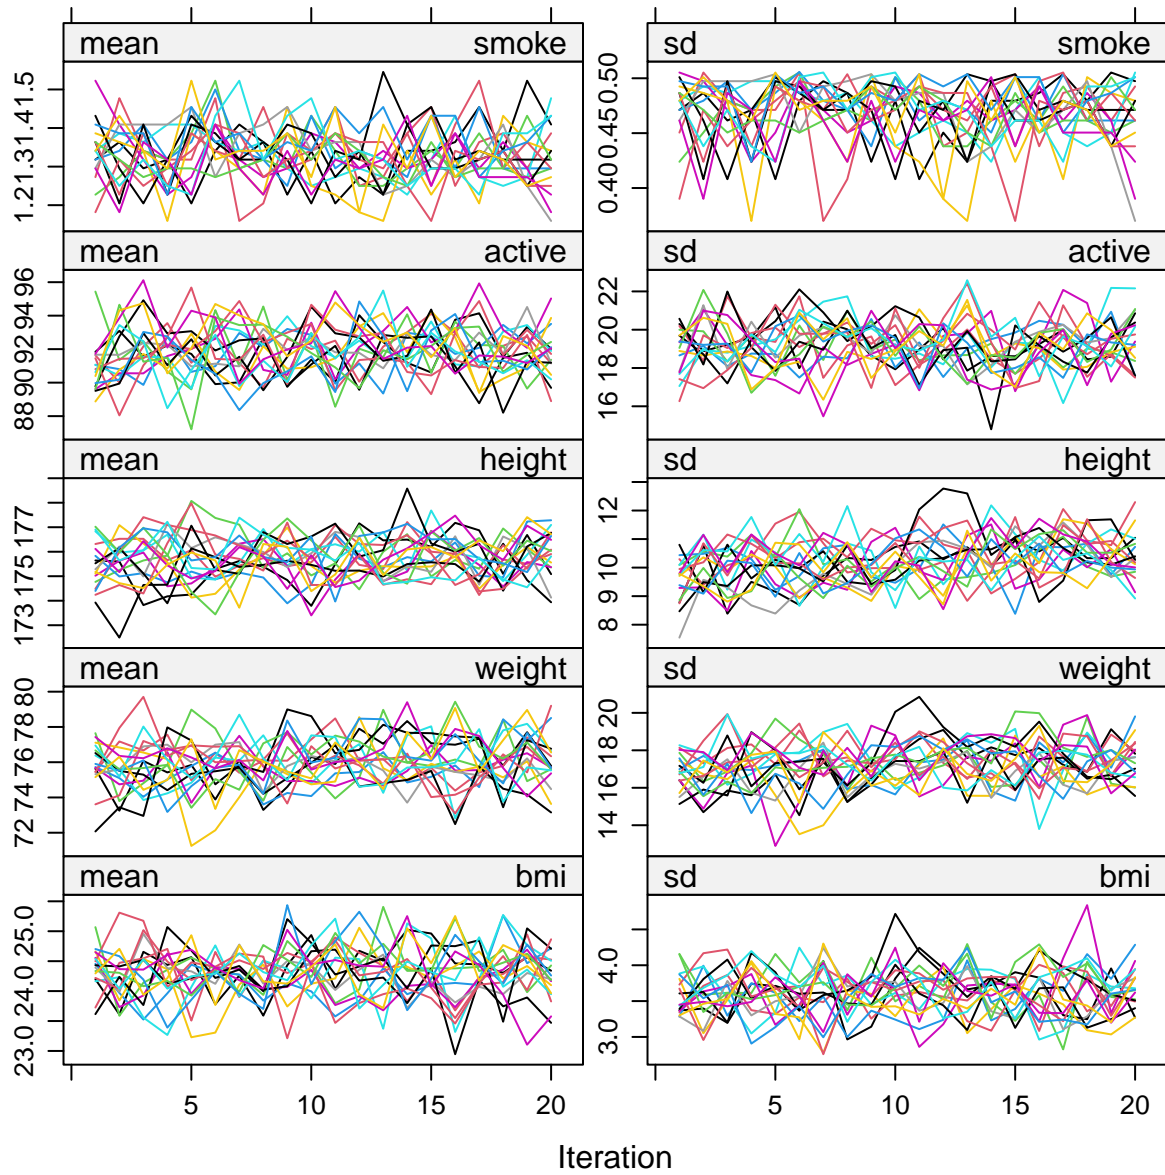 mean smoke sd smoke
1.2 1.3 1.4 1.5
0.40 0.45 0.50
mean active sd active
88 90 92 94 96
16 18 20 22
mean height sd height
173 175 177
8 9 10 12
mean weight sd weight
72 74 76 78 80
14 16 18 20
mean bmi sd bmi
23.0 24.0 25.0
3.0 4.0
5 10 15 20 5 10 15 20
Iteration